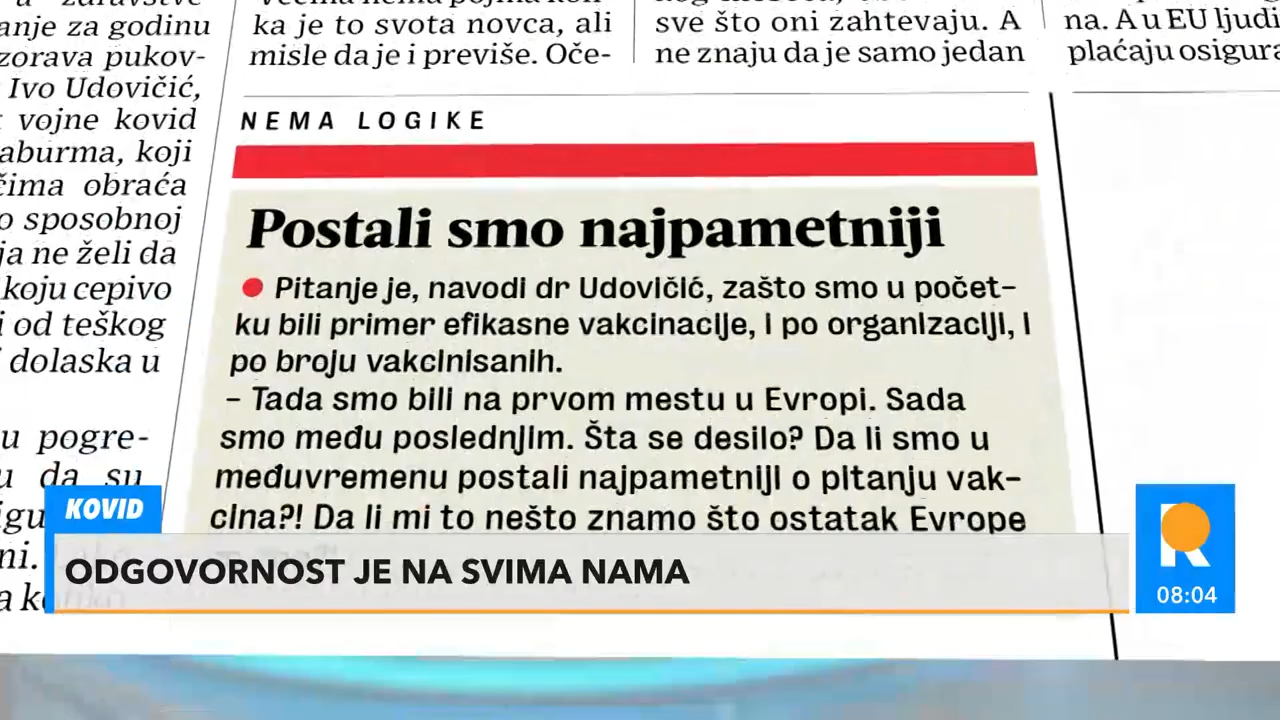 anje za godinu
zorava pukov-
Ivo Udovičić,
vojne kovid
aburma, koji
čima obraća
o sposobnoj
ja ne želi da
koju cepivo
i od teškog
dolaska u
u pogre-
u da su
ni.
ka je to svota novca, ali
misle da je i previše. Oče-
sve što oni zahtevaju. A
ne znaju da je samo jedan
na. A u EU ljudi
plaćaju osigura
NEMA LOGIKE
Postali smo najpametniji
Pitanje je, navodi dr Udovičić, zašto smo u počet-
ku bili primer efikasne vakcinacije, i po organizaciji, i
po broju vakcinisanih.
– Tada smo bili na prvom mestu u Evropi. Sada
smo među poslednjim. Šta se desilo? Da li smo u
međuvremenu postali najpametniji o pitanju vak-
cina?! Da li mi to nešto znamo što ostatak Evrope
KOVID
ODGOVORNOST JE NA SVIMA NAMA
R
08:04